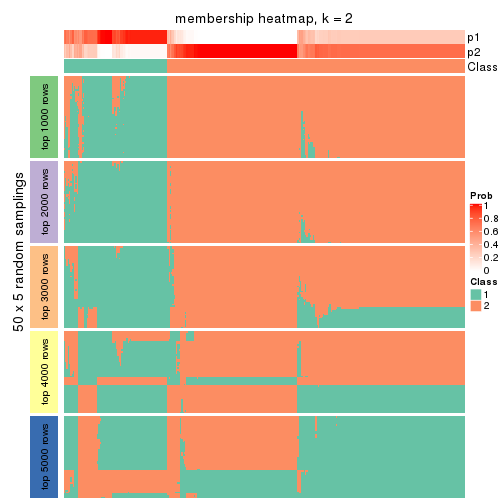 membership heatmap, k = 2
p1
p2
Class
50 x 5 random samplings
top 1000 rows
top 2000 rows
top 3000 rows
top 4000 rows
top 5000 rows
Prob
1
0.8
0.6
0.4
0.2
0
Class
1
2